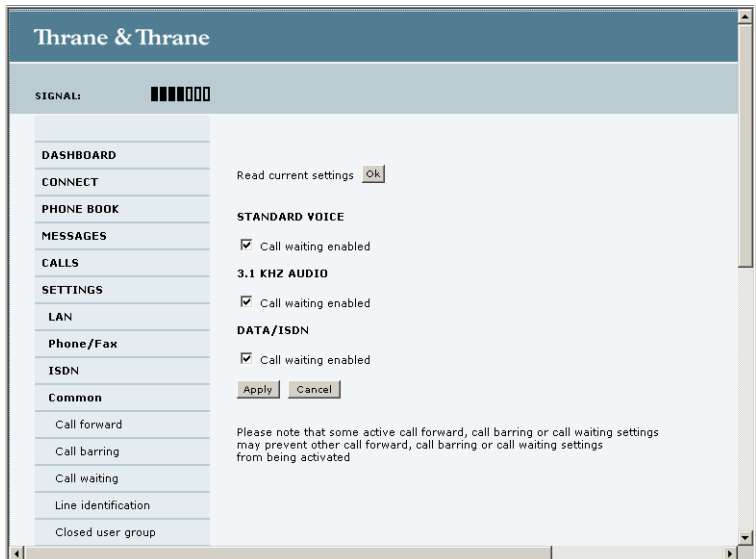 Thrane & Thrane
SIGNAL:
DASHBOARD
CONNECT
PHONE BOOK
MESSAGES
CALLS
SETTINGS
LAN
Phone/Fax
ISDN
Common
Call forward
Call barring
Call waiting
Line identification
Closed user group
Read current settings Ok
STANDARD VOICE
Call waiting enabled
3.1 KHZ AUDIO
Call waiting enabled
DATA/ISDN
Call waiting enabled
Apply Cancel
Please note that some active call forward, call barring or call waiting settings
may prevent other call forward, call barring or call waiting settings
from being activated